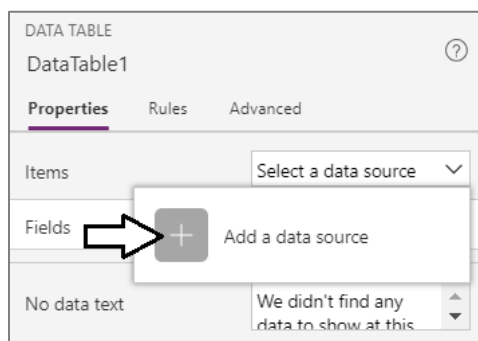 DATA TABLE
DataTable1
Properties Rules Advanced
Items Select a data source
Fields
Add a data source
No data text We didn't find any
data to show at this